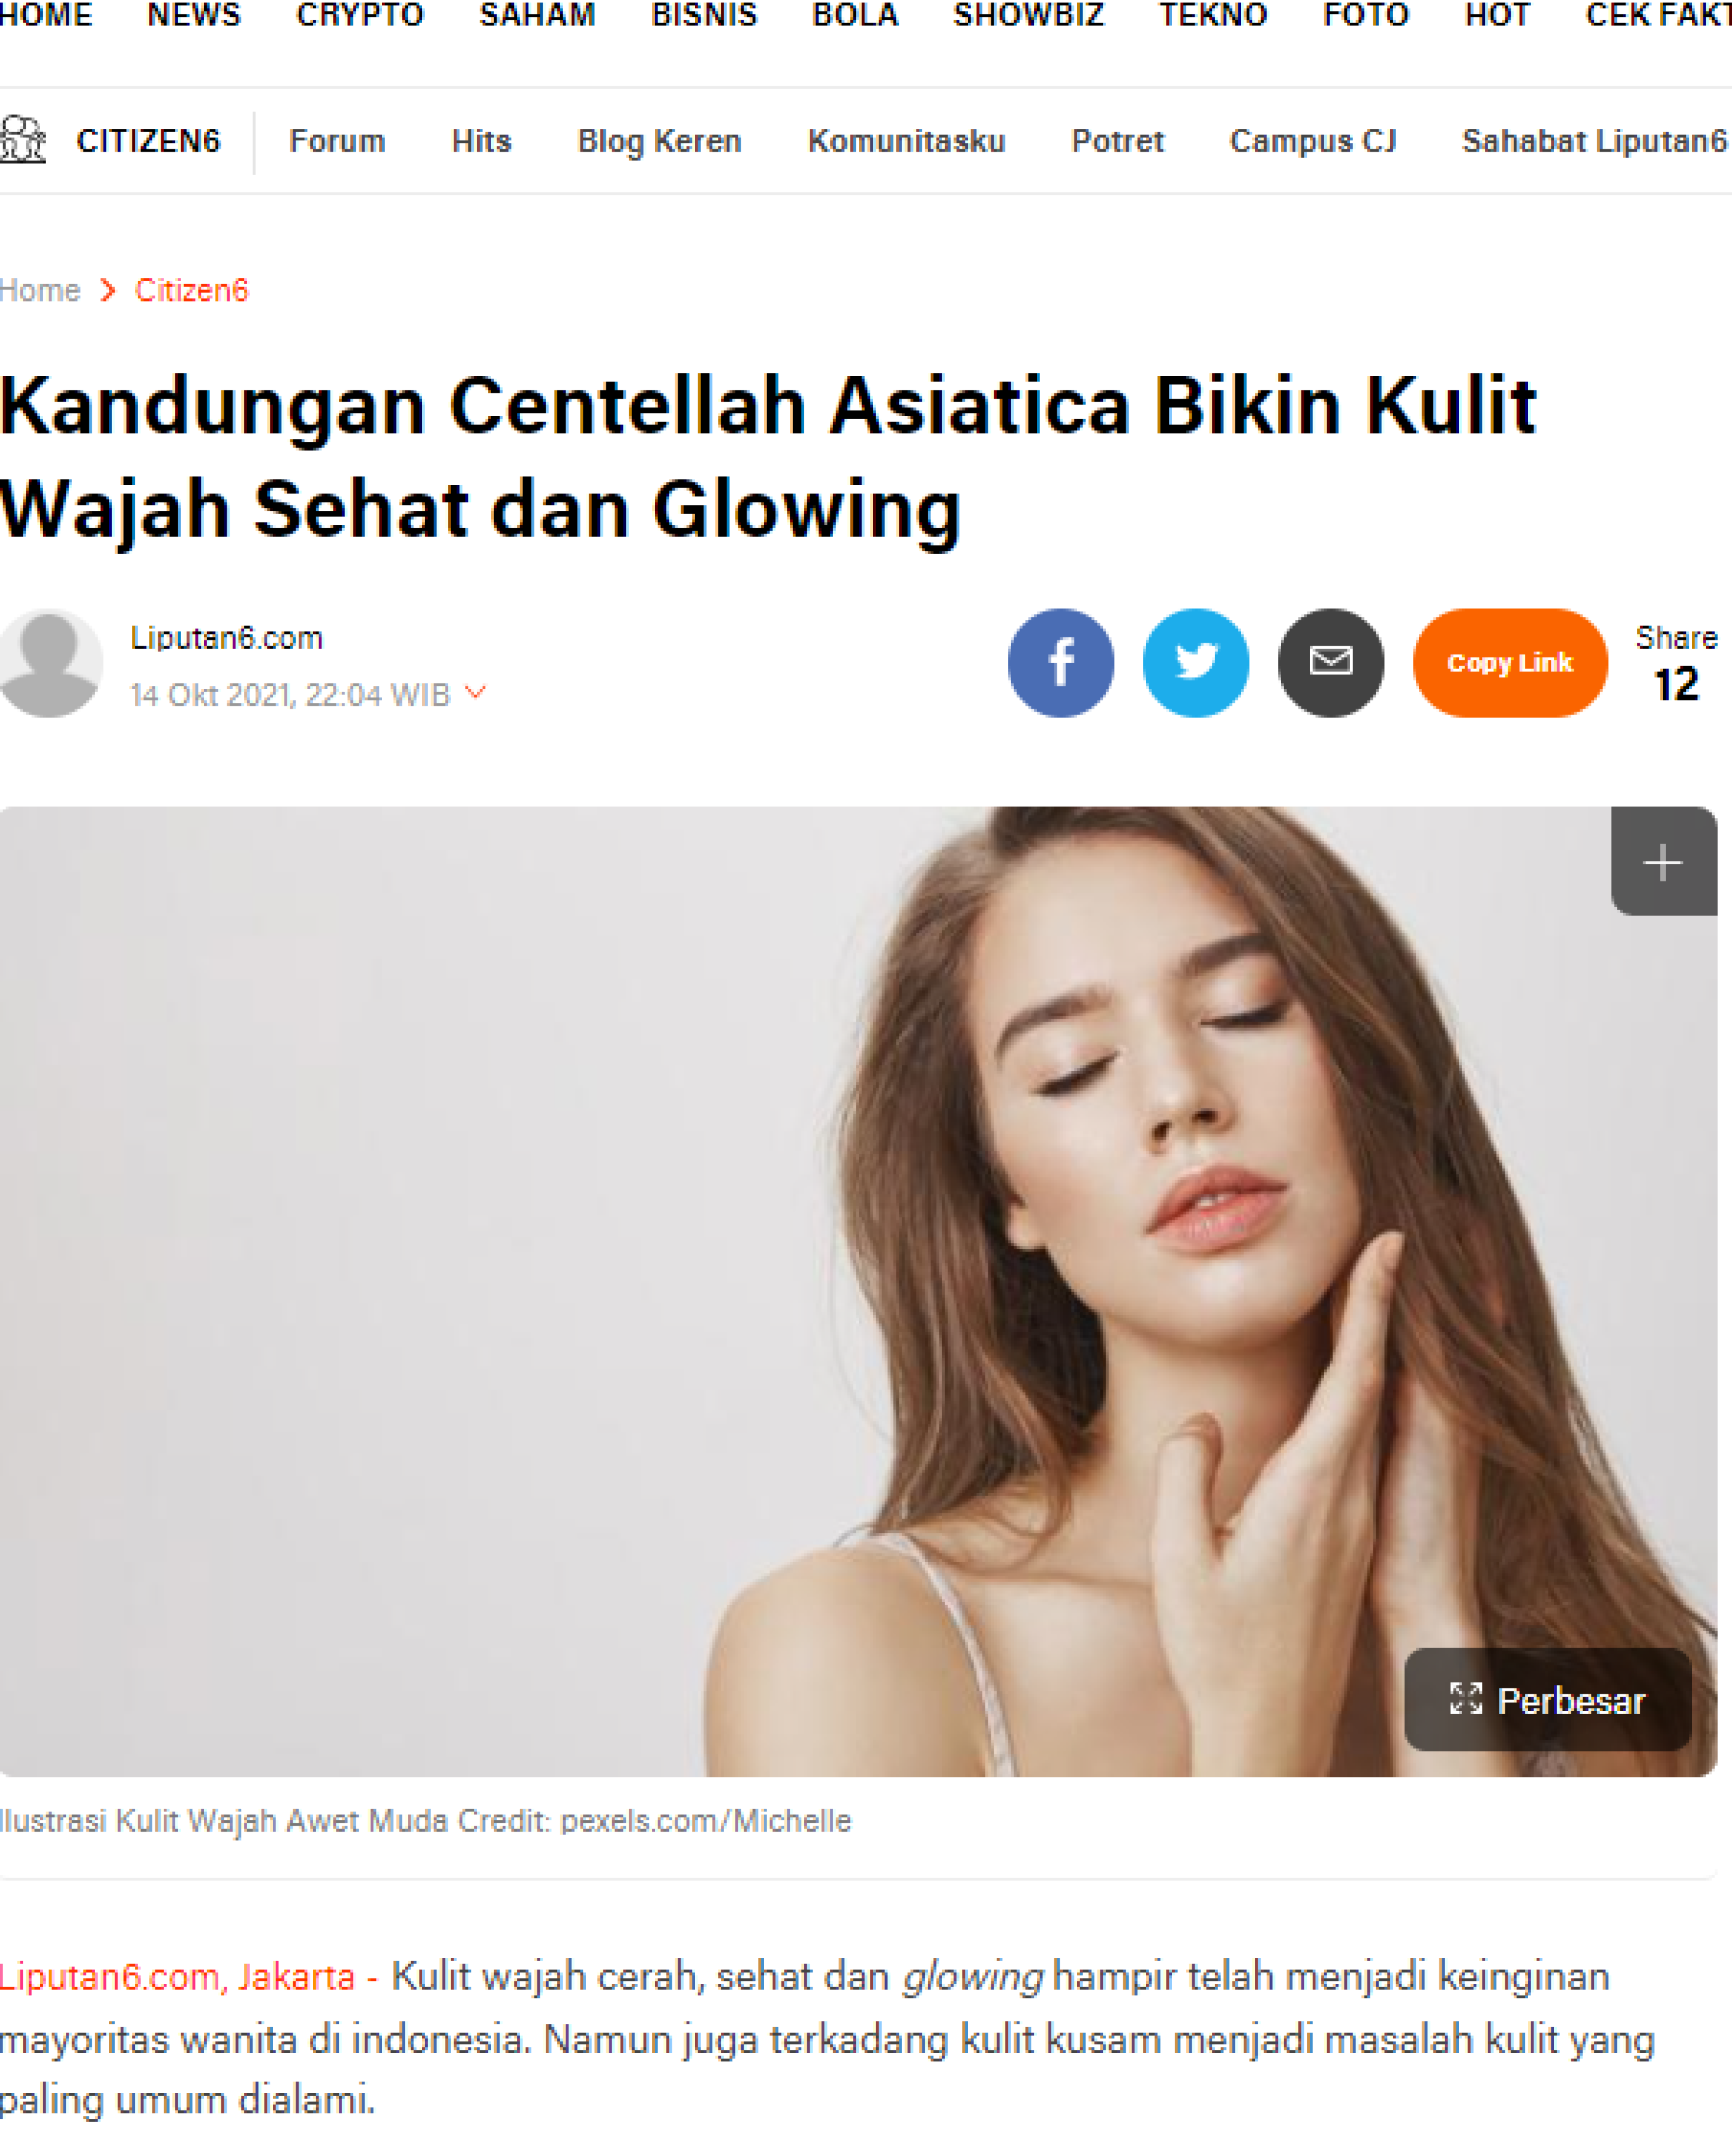 HOME NEWS CRYPTO SAHAM BISNIS BOLA SHOWBIZ TEKNO FOTO HOT CEK FAKT
CITIZEN6 Forum Hits Blog Keren Komunitasku Potret Campus CJ Sahabat Liputan6
Home > Citizen6
Kandungan Centellah Asiatica Bikin Kulit
Wajah Sehat dan Glowing
Liputan6.com
14 Okt 2021, 22:04 WIB
Copy Link
Share
12
Perbesar
Ilustrasi Kulit Wajah Awet Muda Credit: pexels.com/Michelle
Liputan6.com, Jakarta - Kulit wajah cerah, sehat dan glowing hampir telah menjadi keinginan
mayoritas wanita di indonesia. Namun juga terkadang kulit kusam menjadi masalah kulit yang
paling umum dialami.